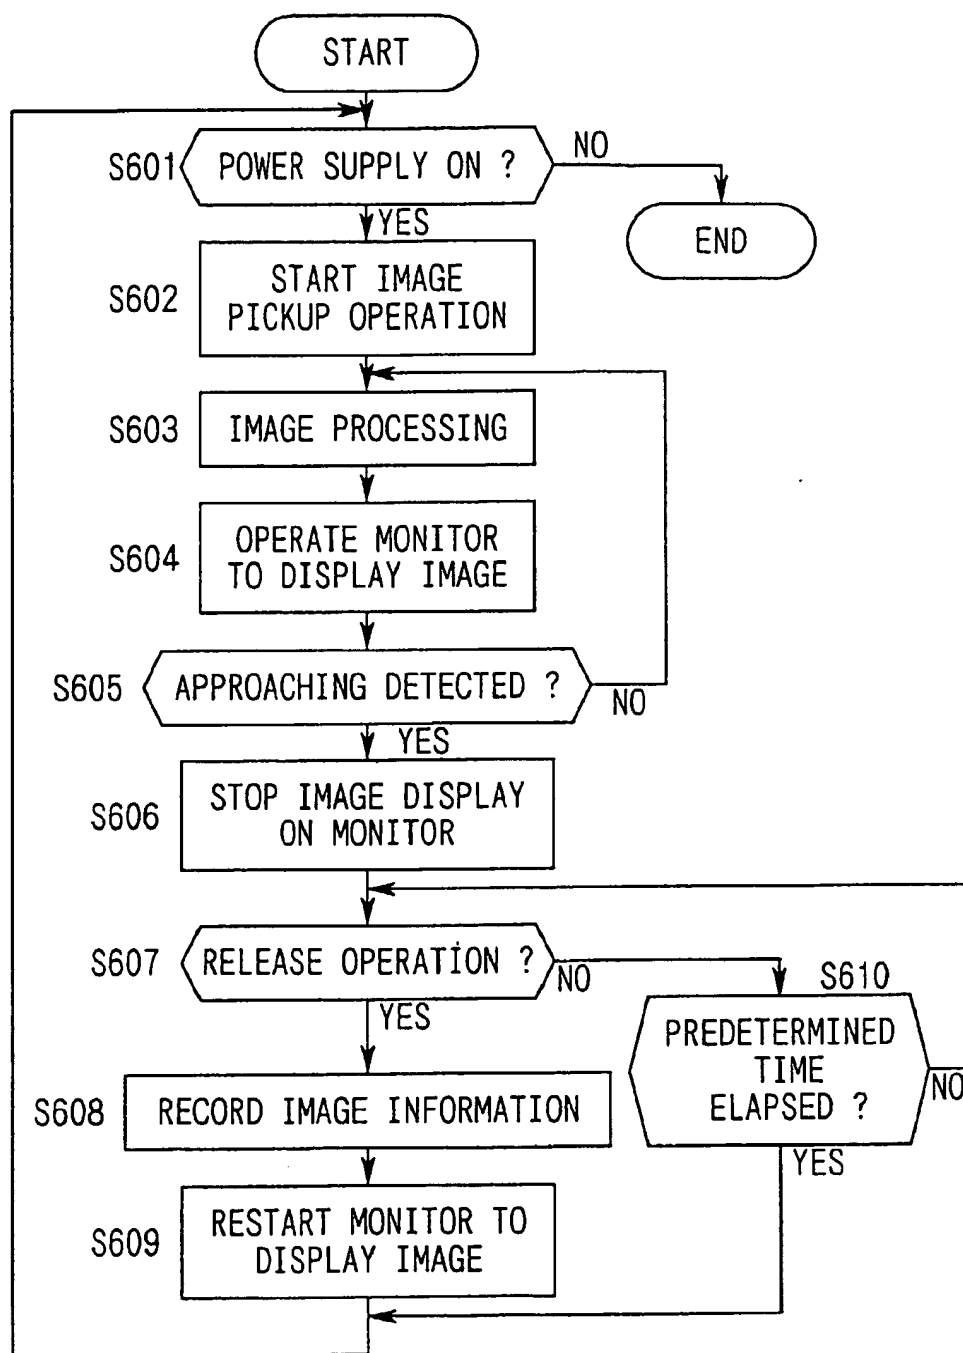 START
S601
POWER SUPPLY ON ?
NO
YES
END
S602
START IMAGE
PICKUP OPERATION
S603
IMAGE PROCESSING
S604
OPERATE MONITOR
TO DISPLAY IMAGE
S605
APPROACHING DETECTED ?
NO
YES
S606
STOP IMAGE DISPLAY
ON MONITOR
S607
RELEASE OPERATION ?
NO
YES
S610
PREDETERMINED
TIME
ELAPSED ?
NO
YES
S608
RECORD IMAGE INFORMATION
S609
RESTART MONITOR TO
DISPLAY IMAGE